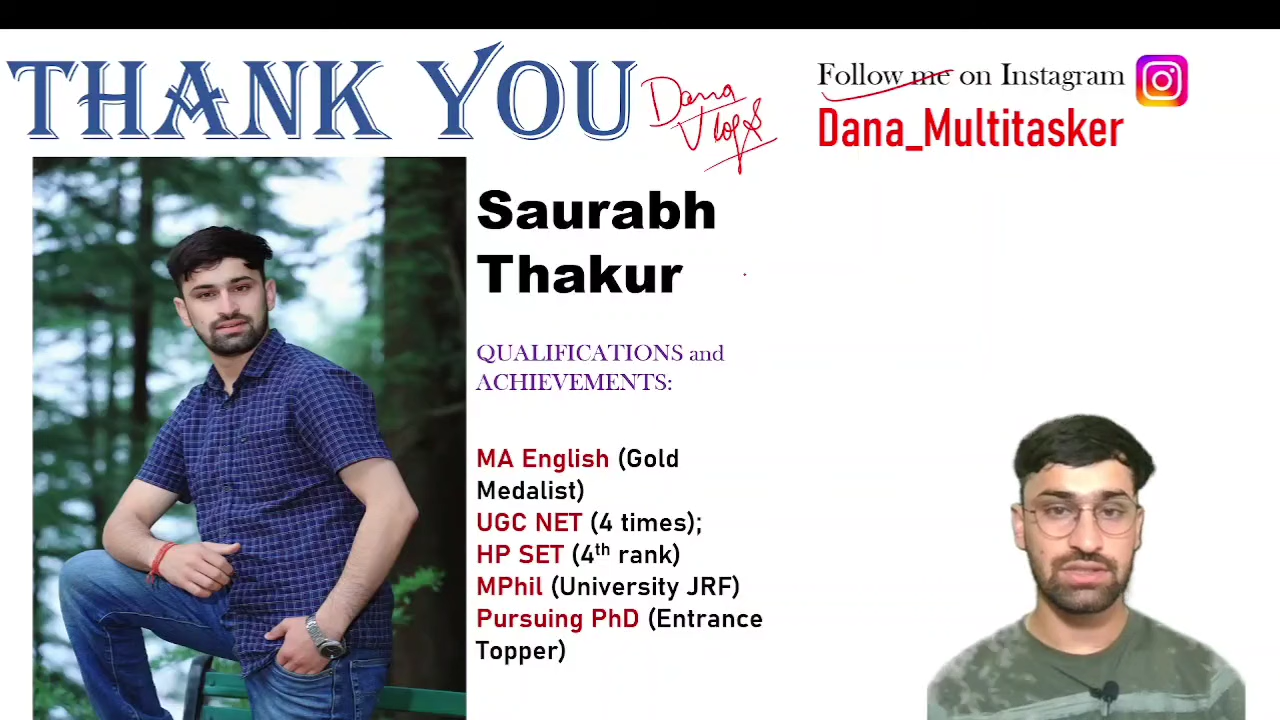 THANK YOU
Dana
Vlogs
Follow me on Instagram
Dana_Multitasker
Saurabh
Thakur
QUALIFICATIONS and
ACHIEVEMENTS:
MA English (Gold
Medalist)
UGC NET (4 times);
HP SET (4th rank)
MPhil (University JRF)
Pursuing PhD (Entrance
Topper)